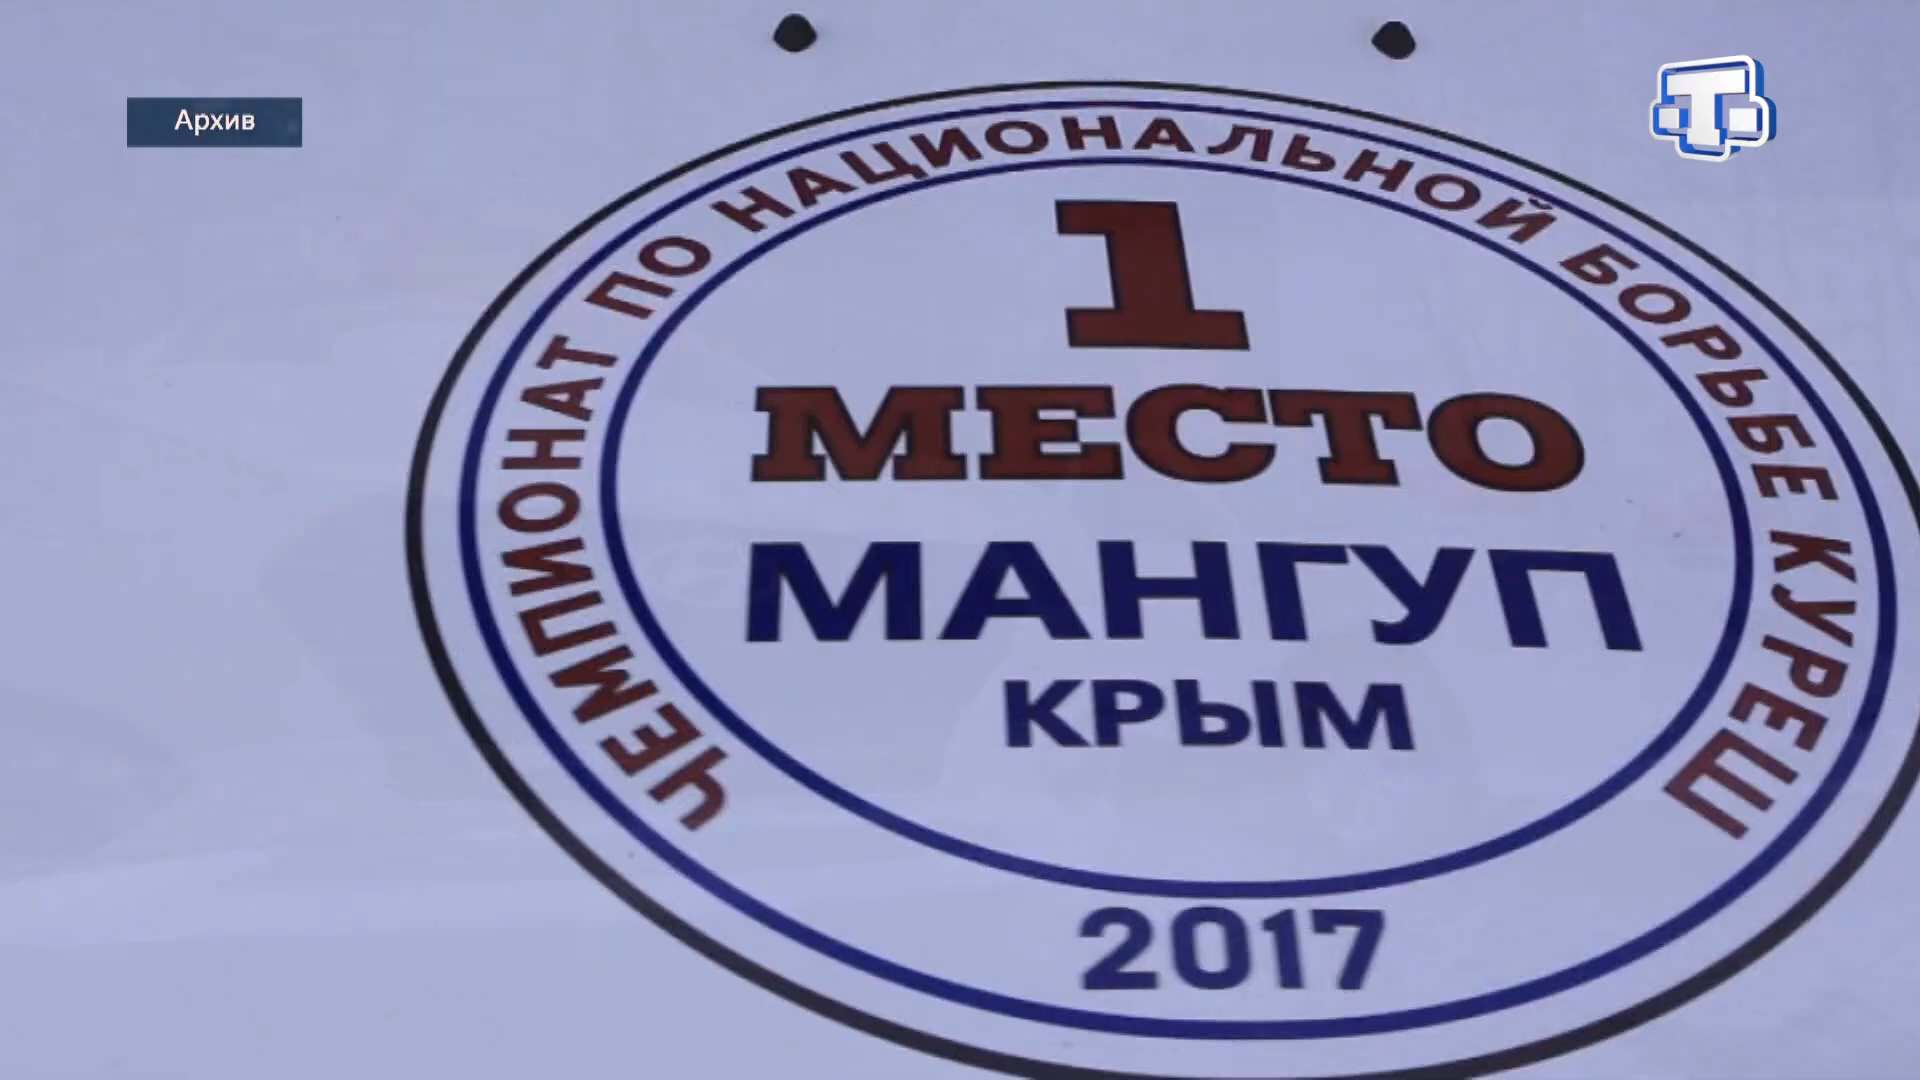 Архив
Т
ЧЕМПИОНАТ ПО НАЦИОНАЛЬНОЙ БОРЬБЕ КУРЕШ
1
МЕСТО
МАНГУП
КРЫМ
2017